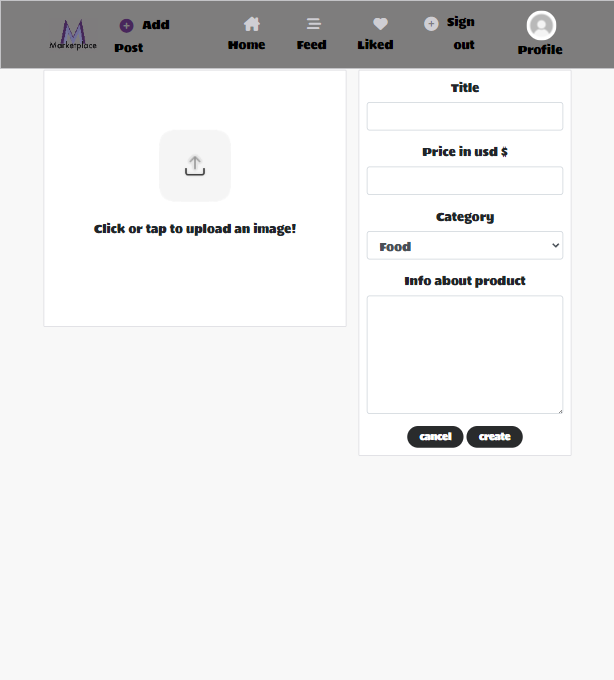 Marketplace
Add
Post
Home
Feed
Liked
Sign
out
Profile
Click or tap to upload an image!
Title
Price in usd $
Category
Food
Info about product
cancel
create